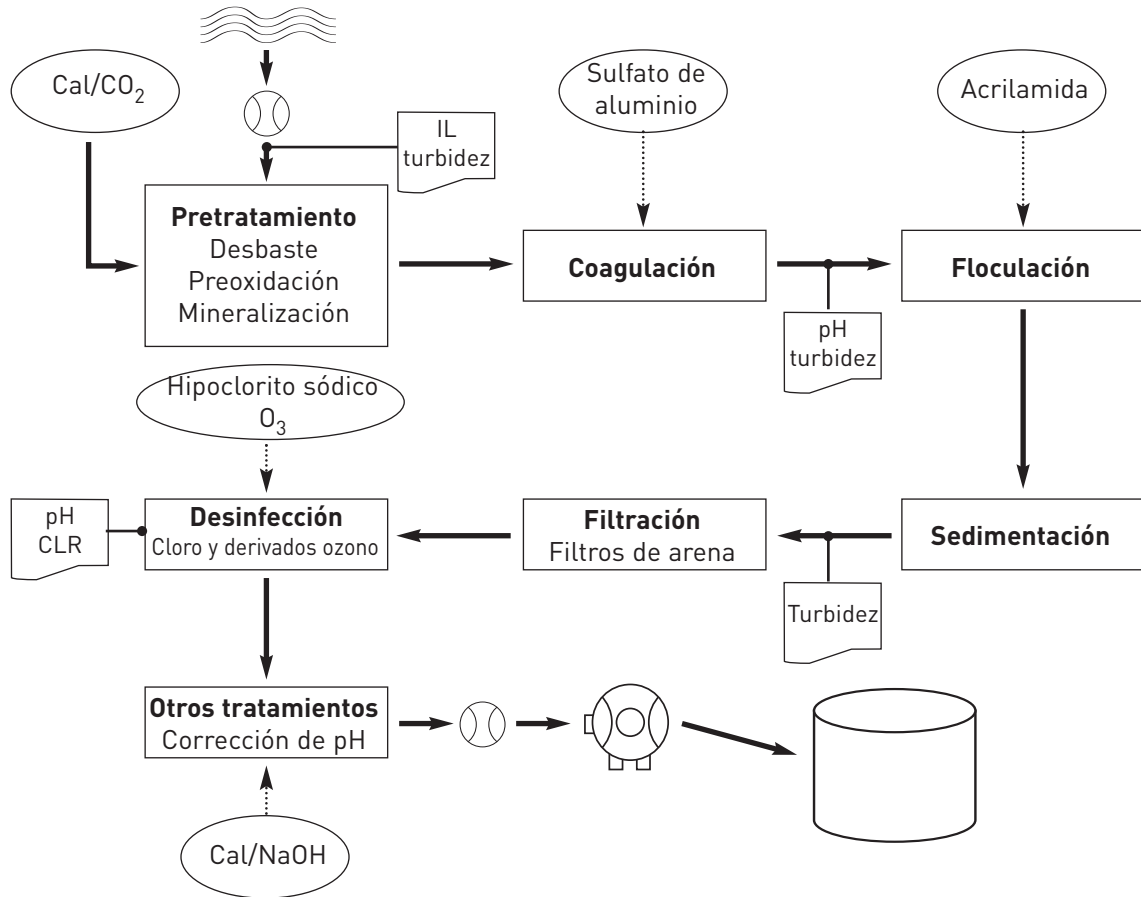 Cal/CO₂
IL
turbidez
Sulfato de
aluminio
Acrilamida
Pretratamiento
Desbaste
Preoxidación
Mineralización
Coagulación
Floculación
pH
turbidez
Hipoclorito sódico
O₃
pH
CLR
Desinfección
Cloro y derivados ozono
Filtración
Filtros de arena
Sedimentación
Turbidez
Otros tratamientos
Corrección de pH
Cal/NaOH